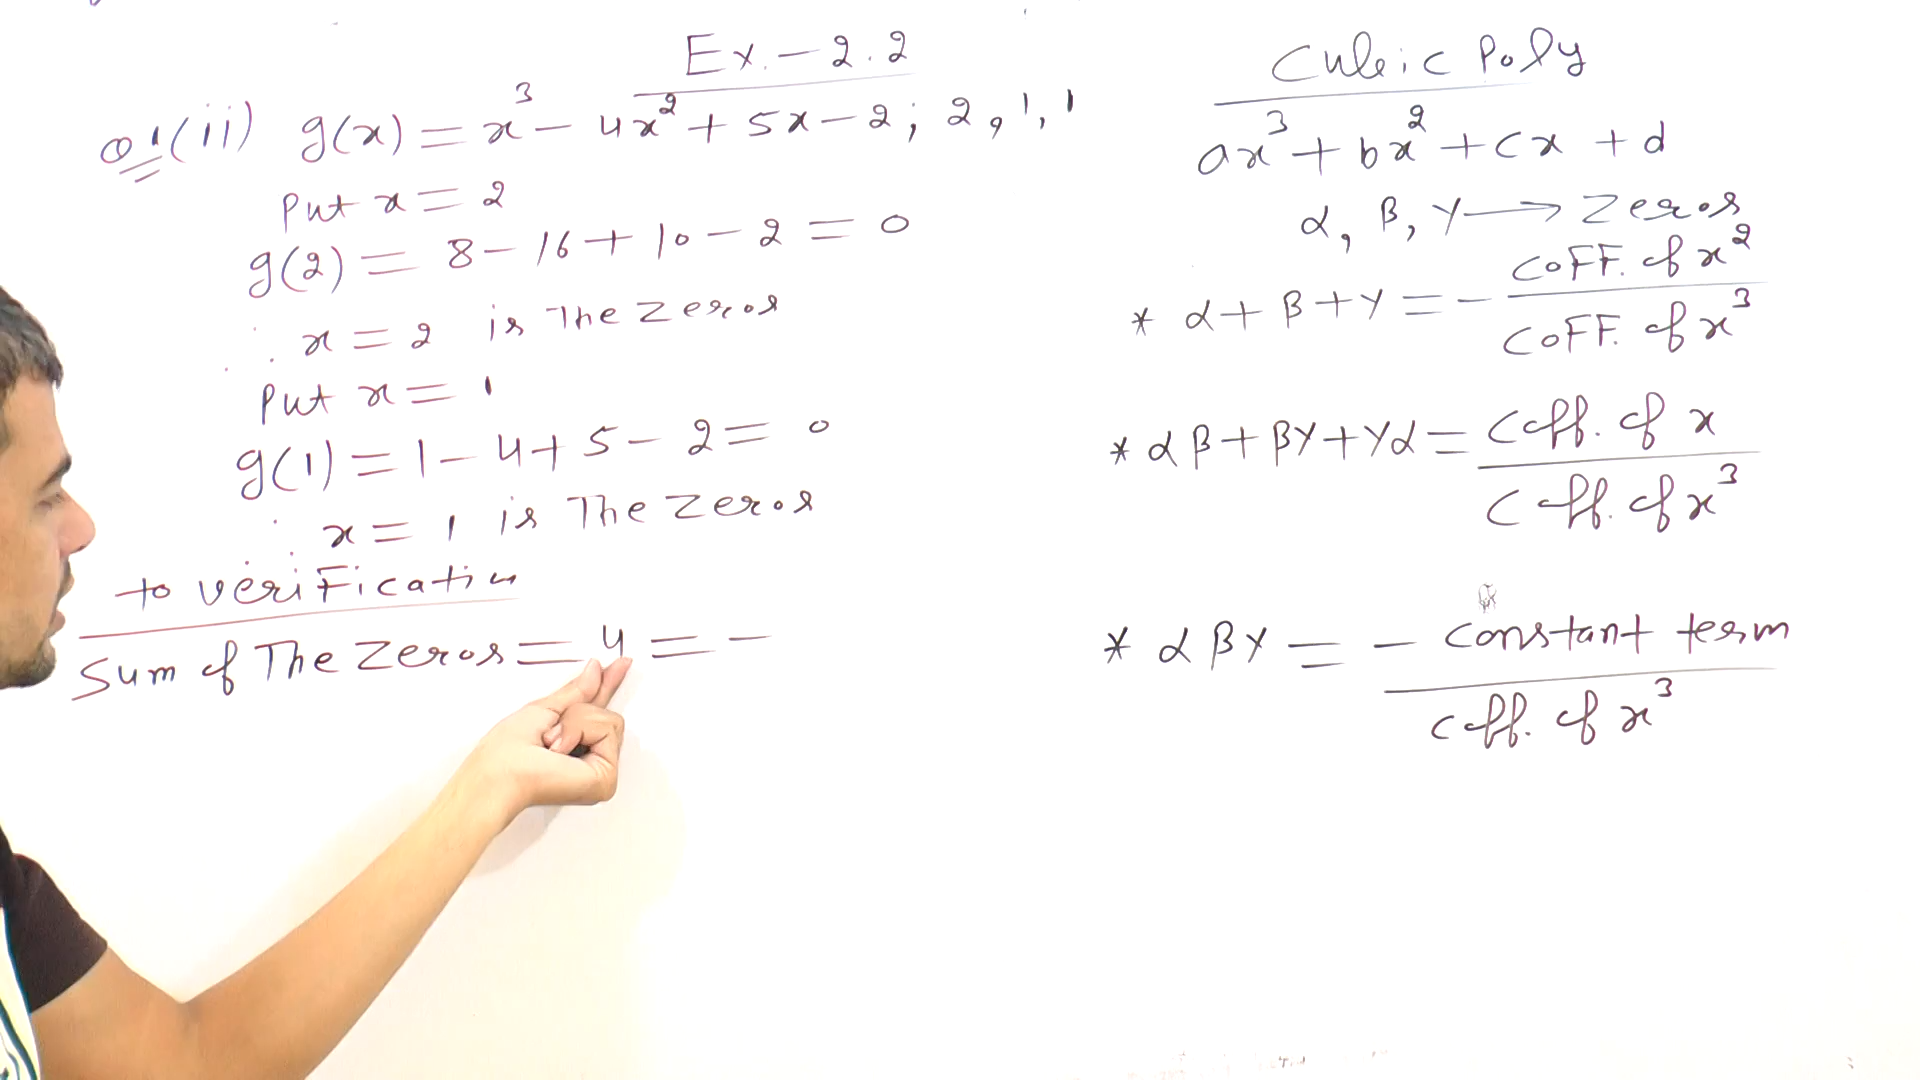 Ex. - 2.2
Q1(ii) g(x) = x³ - 4x² + 5x - 2; 2, 1, 1
Put x = 2
g(2) = 8 - 16 + 10 - 2 = 0
∴ x = 2 is The Zeros
Put x = 1
g(1) = 1 - 4 + 5 - 2 = 0
∴ x = 1 is The Zeros
to verification
Sum of The Zeros = 4 = -
Cubic Poly
ax³ + bx² + cx + d
α, β, γ → Zeros
* α + β + γ = - Coff. of x²
Coff. of x³
* αβ + βγ + γα = Coff. of x
Coff. of x³
* αβγ = - Constant term
Coff. of x³